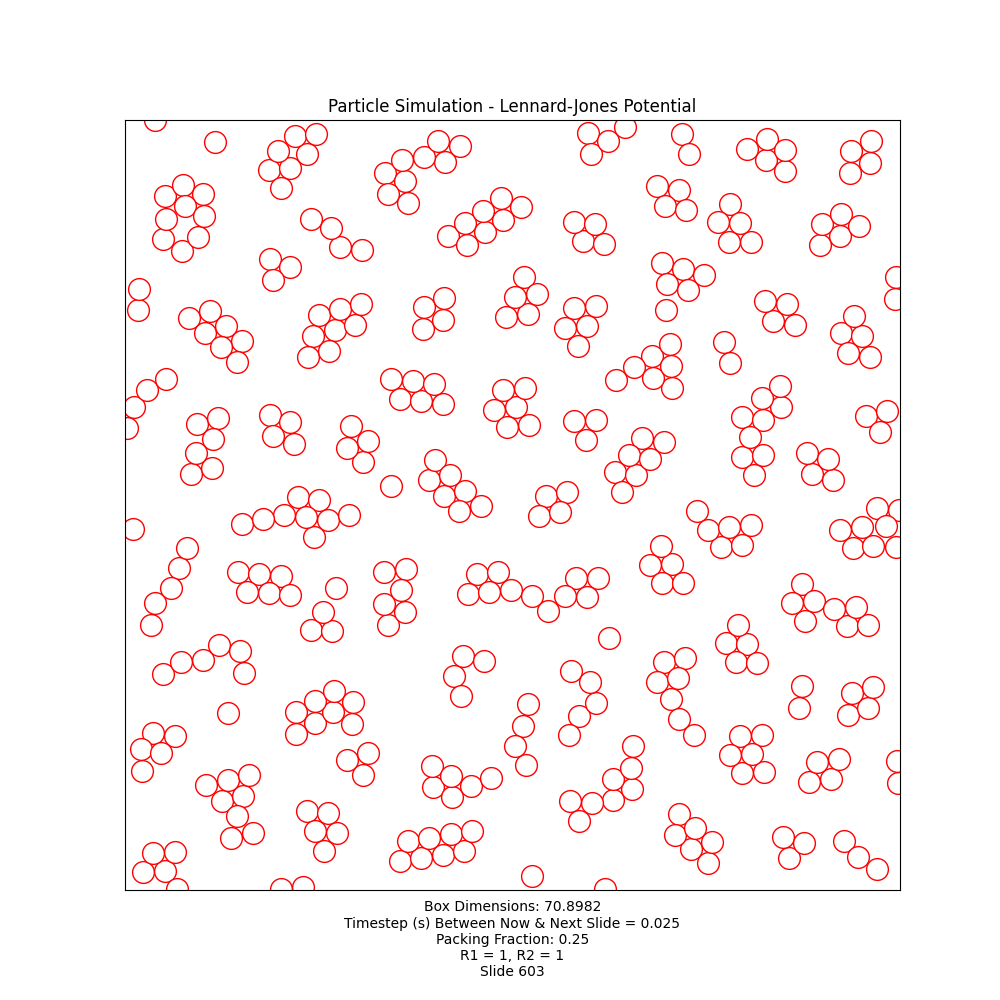 Particle Simulation - Lennard-Jones Potential
Box Dimensions: 70.8982
Timestep (s) Between Now & Next Slide = 0.025
Packing Fraction: 0.25
R1 = 1, R2 = 1
Slide 603